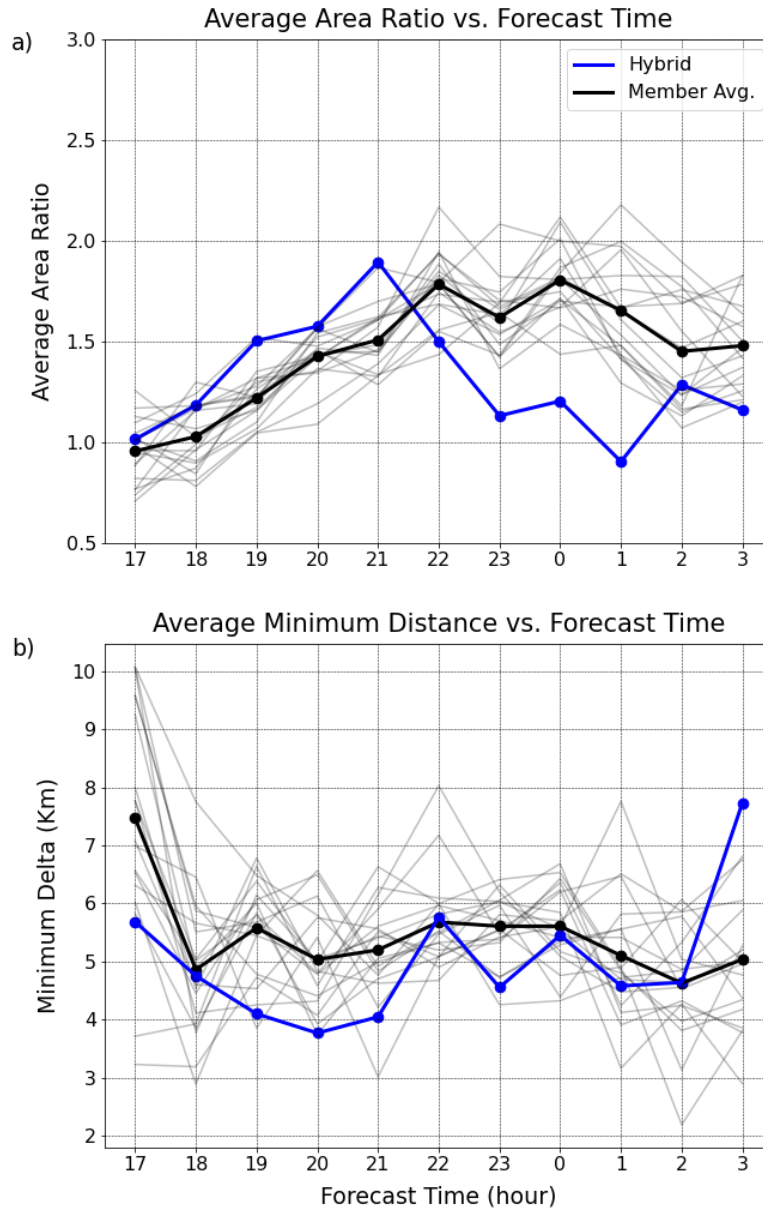 Average Area Ratio vs. Forecast Time
a)
3.0
Hybrid
Member Avg.
2.5
2.0
1.5
1.0
0.5
Average Area Ratio
17 18 19 20 21 22 23 0 1 2 3
Average Minimum Distance vs. Forecast Time
b)
10
9
8
7
6
5
4
3
2
Minimum Delta (Km)
17 18 19 20 21 22 23 0 1 2 3
Forecast Time (hour)